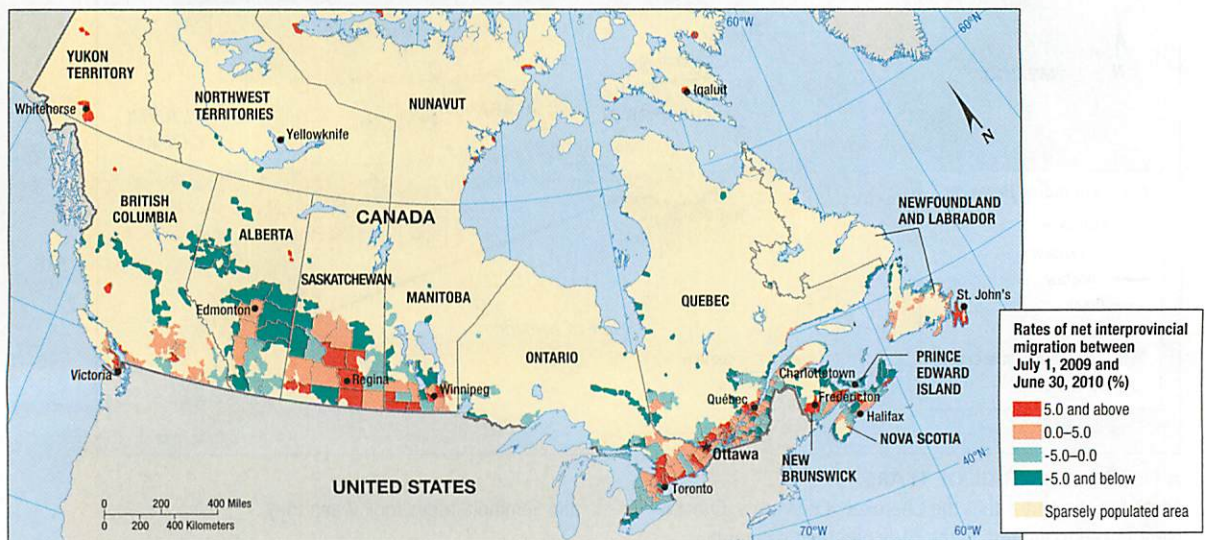 60°W
60°N
YUKON
TERRITORY
Whitehorse
NORTHWEST
TERRITORIES
Yellowknife
NUNAVUT
Iqaluit
N
BRITISH
COLUMBIA
ALBERTA
CANADA
NEWFOUNDLAND
AND LABRADOR
SASKATCHEWAN
MANITOBA
Edmonton
QUEBEC
St. John's
ONTARIO
Victoria
Regina
Winnipeg
Charlottetown
PRINCE
EDWARD
ISLAND
Québec
Fredericton
Halifax
Ottawa
NOVA SCOTIA
NEW
BRUNSWICK
Toronto
UNITED STATES
40°N
70°W
60°W
0 200 400 Miles
0 200 400 Kilometers
Rates of net interprovincial
migration between
July 1, 2009 and
June 30, 2010 (%)
5.0 and above
0.0–5.0
-5.0–0.0
-5.0 and below
Sparsely populated area